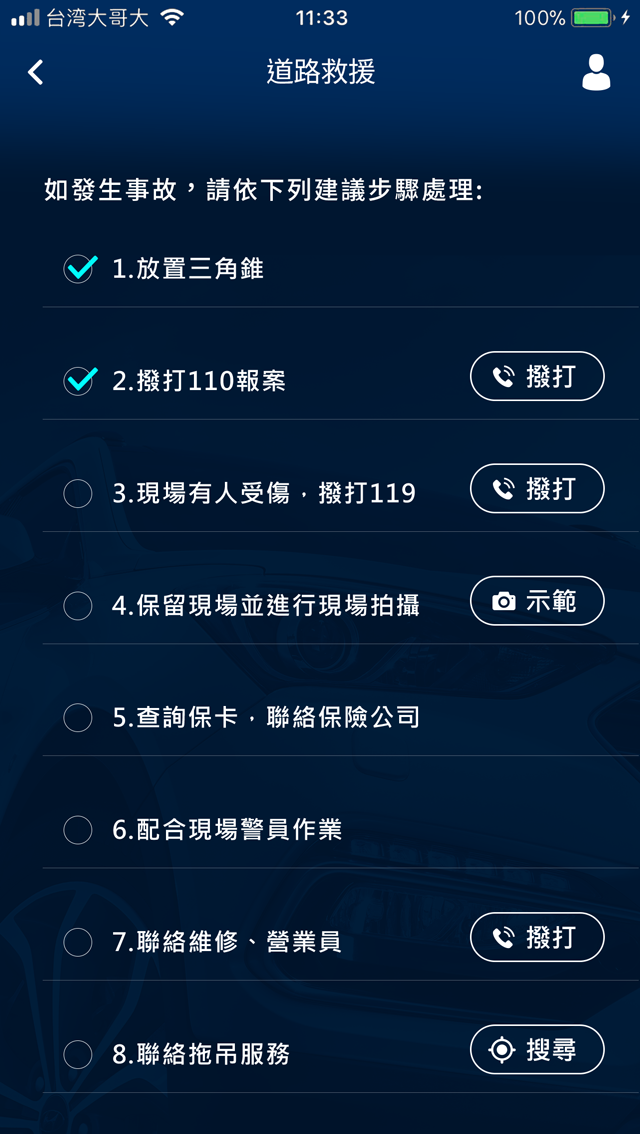 台湾大哥大
11:33
100%
道路救援
如發生事故，請依下列建議步驟處理:
1.放置三角錐
2.撥打110報案
撥打
3.現場有人受傷，撥打119
撥打
4.保留現場並進行現場拍攝
示範
5.查詢保卡，聯絡保險公司
6.配合現場警員作業
7.聯絡維修、營業員
撥打
8.聯絡拖吊服務
搜尋